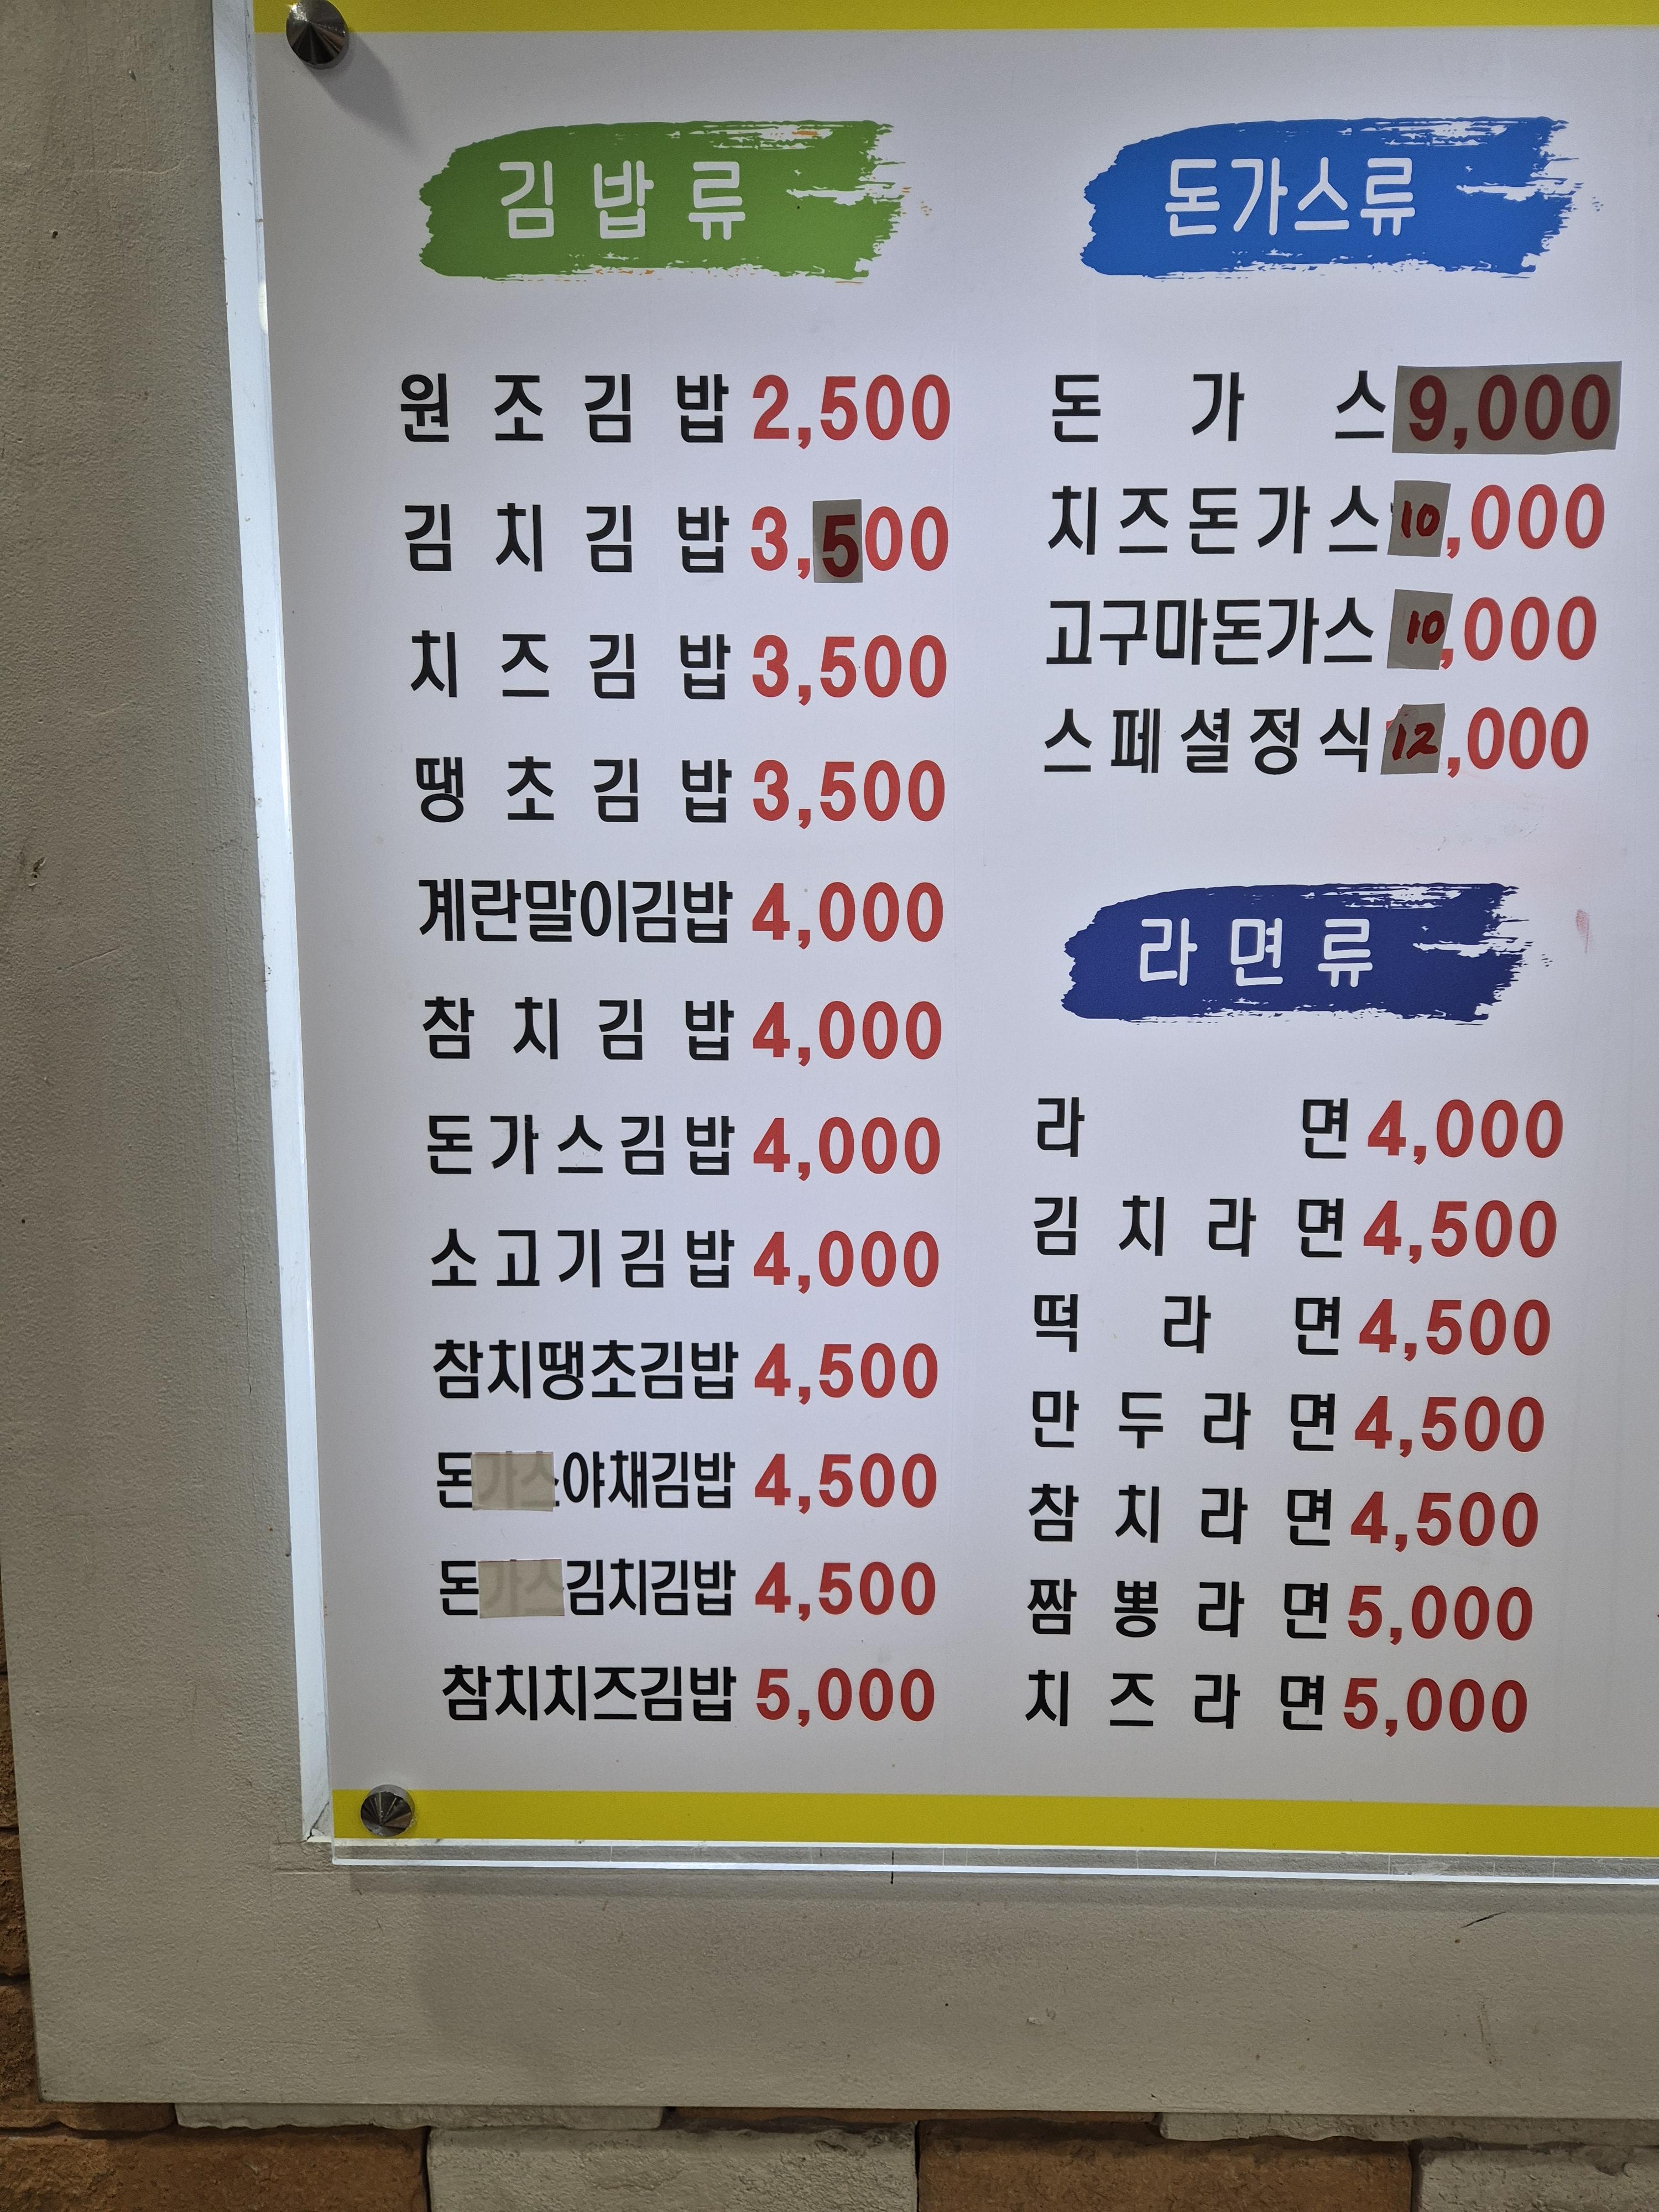 김밥류
원조김밥 2,500
김치김밥 3,500
치즈김밥 3,500
땡초김밥 3,500
계란말이김밥 4,000
참치김밥 4,000
돈가스김밥 4,000
소고기김밥 4,000
참치땡초김밥 4,500
돈가스야채김밥 4,500
돈가스김치김밥 4,500
참치치즈김밥 5,000
돈가스류
돈가스 9,000
치즈돈가스 10,000
고구마돈가스 10,000
스페셜정식 12,000
라면류
라면 4,000
김치라면 4,500
떡라면 4,500
만두라면 4,500
참치라면 4,500
짬뽕라면 5,000
치즈라면 5,000